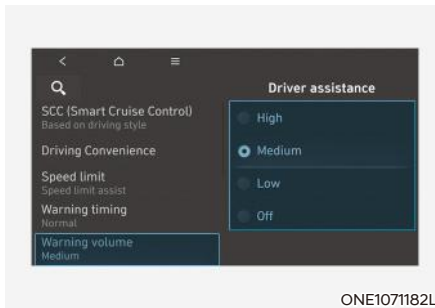 Driver assistance
SCC (Smart Cruise Control)
Based on driving style
Driving Convenience
Speed limit
Speed limit assist
Warning timing
Normal
Warning volume
Medium
High
Medium
Low
Off
ONE1071182L